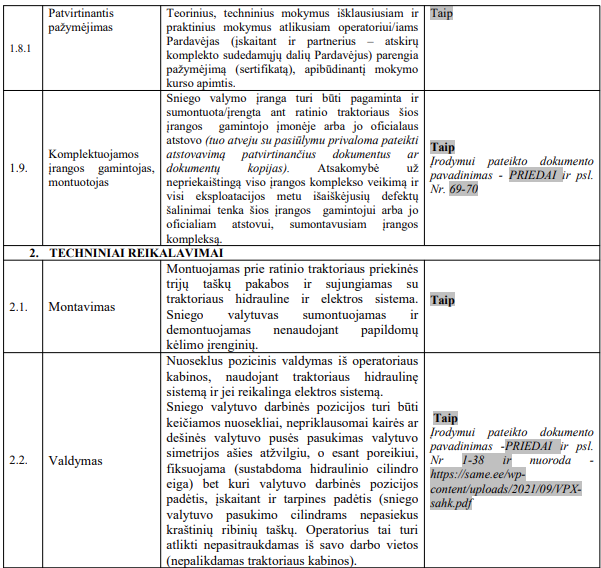 1.8.1
Patvirtinantis
pažymėjimas
Teorinius, techninius mokymus išklausiusiam ir
praktinius mokymus atlikusiam operatoriui/iams
Pardavėjas (įskaitant ir partnerius – atskirų
komplekto sudedamųjų dalių Pardavėjus) parengia
pažymėjimą (sertifikatą), apibūdinantį mokymo
kurso apimtis.
Taip
1.9.
Komplektuojamos
įrangos gamintojas,
montuotojas
Sniego valymo įranga turi būti pagaminta ir
sumontuota/įrengta ant ratinio traktoriaus šios
įrangos gamintojo įmonėje arba jo oficialaus
atstovo (tuo atveju su pasiūlymu privaloma pateikti
atstovavimą patvirtinančius dokumentus ar
dokumentų kopijas). Atsakomybė už
nepriekaištingą viso įrangos komplekso veikimą ir
visi eksploatacijos metu išaiškėjusių defektų
šalinimai tenka šios įrangos gamintojui arba jo
oficialiam atstovui, sumontavusiam įrangos
kompleksą.
Taip
Įrodymui pateikto dokumento
pavadinimas - PRIEDAI ir psl.
Nr. 69-70
2. TECHNINIAI REIKALAVIMAI
2.1.
Montavimas
Montuojamas prie ratinio traktoriaus priekinės
trijų taškų pakabos ir sujungiamas su
traktoriaus hidrauline ir elektros sistema.
Sniego valytuvas sumontuojamas ir
demontuojamas nenaudojant papildomų
kėlimo įrenginių.
Taip
2.2.
Valdymas
Nuoseklus pozicinis valdymas iš operatoriaus
kabinos, naudojant traktoriaus hidraulinę
sistemą ir jei reikalinga elektros sistemą.
Sniego valytuvo darbinės pozicijos turi būti
keičiamos nuosekliai, nepriklausomai kairės ar
dešinės valytuvo pusės pasukimas valytuvo
simetrijos ašies atžvilgiu, o esant poreikiui,
fiksuojama (sustabdoma hidraulinio cilindro
eiga) bet kuri valytuvo darbinės pozicijos
padėtis, įskaitant ir tarpines padėtis (sniego
valytuvo pasukimo cilindrams nepasiekus
kraštinių ribinių taškų. Operatorius tai turi
atlikti nepasitraukdamas iš savo darbo vietos
(nepalikdamas traktoriaus kabinos).
Taip
Įrodymui pateikto dokumento
pavadinimas -PRIEDAI ir psl.
Nr 1-38 ir nuoroda -
https://same.ee/wp-
content/uploads/2021/09/VPX-
sahk.pdf